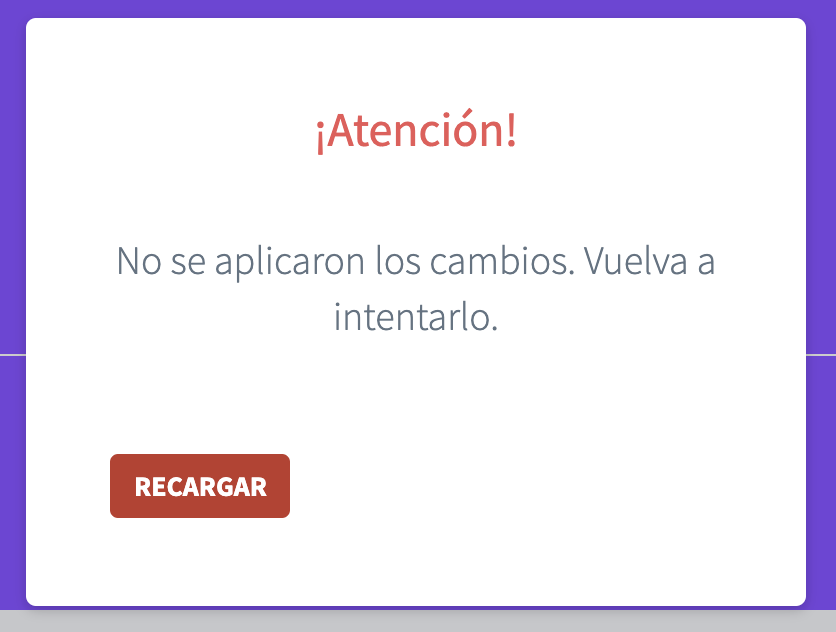 ¡Atención!
No se aplicaron los cambios. Vuelva a
intentarlo.
RECARGAR